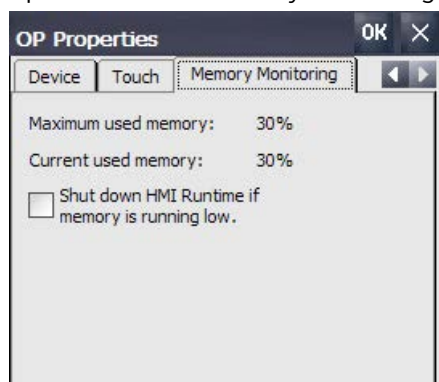 OP Properties OK
Device Touch Memory Monitoring
Maximum used memory: 30%
Current used memory: 30%
Shut down HMI Runtime if
memory is running low.